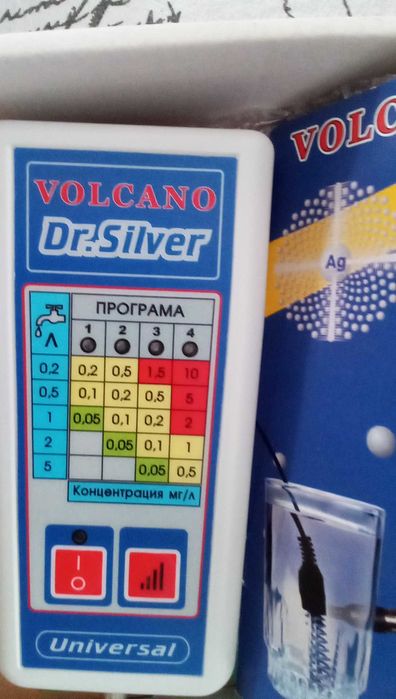 VOLCANO
Dr.Silver
ПРОГРАМА
Л 1 2 3 4
0,2 0,2 0,5 1,5 10
0,5 0,1 0,2 0,5 5
1 0,05 0,1 0,2 2
2 0,05 0,1 1
5 0,05 0,5
Концентрация мг/л
I
O
Universal
VOLC
Ag